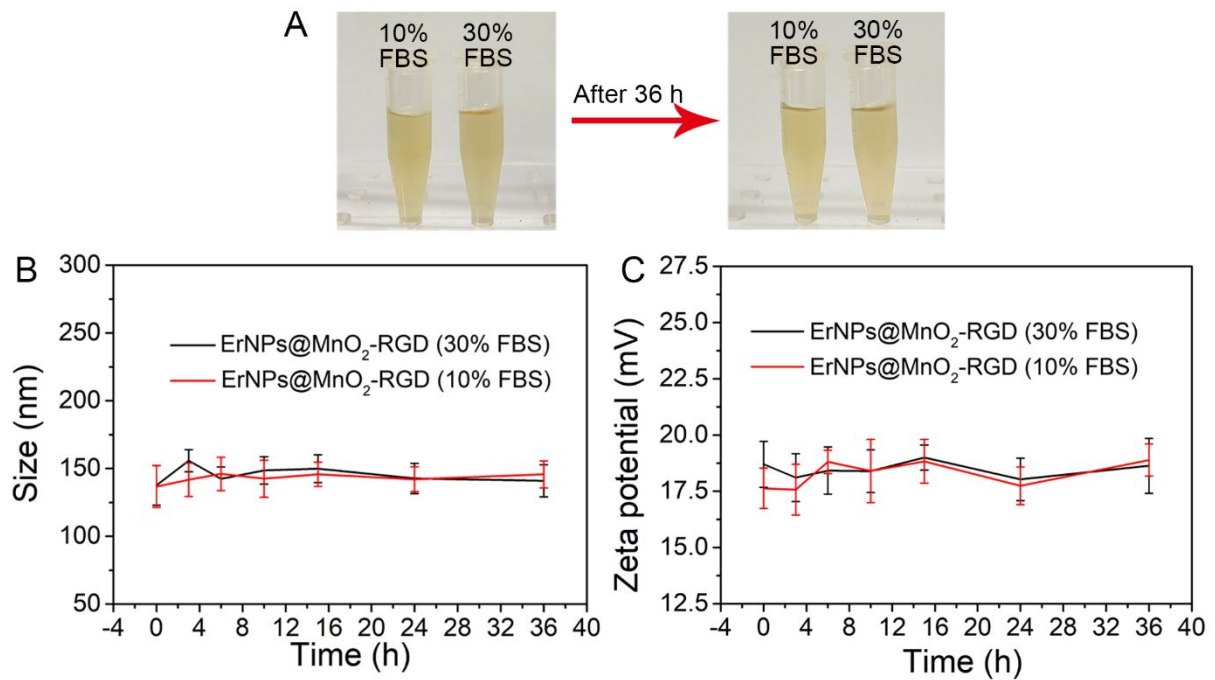 A
10% 30%
FBS FBS
After 36 h
10% 30%
FBS FBS
B
300
250
200
150
100
50
Size (nm)
ErNPs@MnO₂-RGD (30% FBS)
ErNPs@MnO₂-RGD (10% FBS)
-4 0 4 8 12 16 20 24 28 32 36 40
Time (h)
C
27.5
25.0
22.5
20.0
17.5
15.0
12.5
Zeta potential (mV)
ErNPs@MnO₂-RGD (30% FBS)
ErNPs@MnO₂-RGD (10% FBS)
-4 0 4 8 12 16 20 24 28 32 36 40
Time (h)